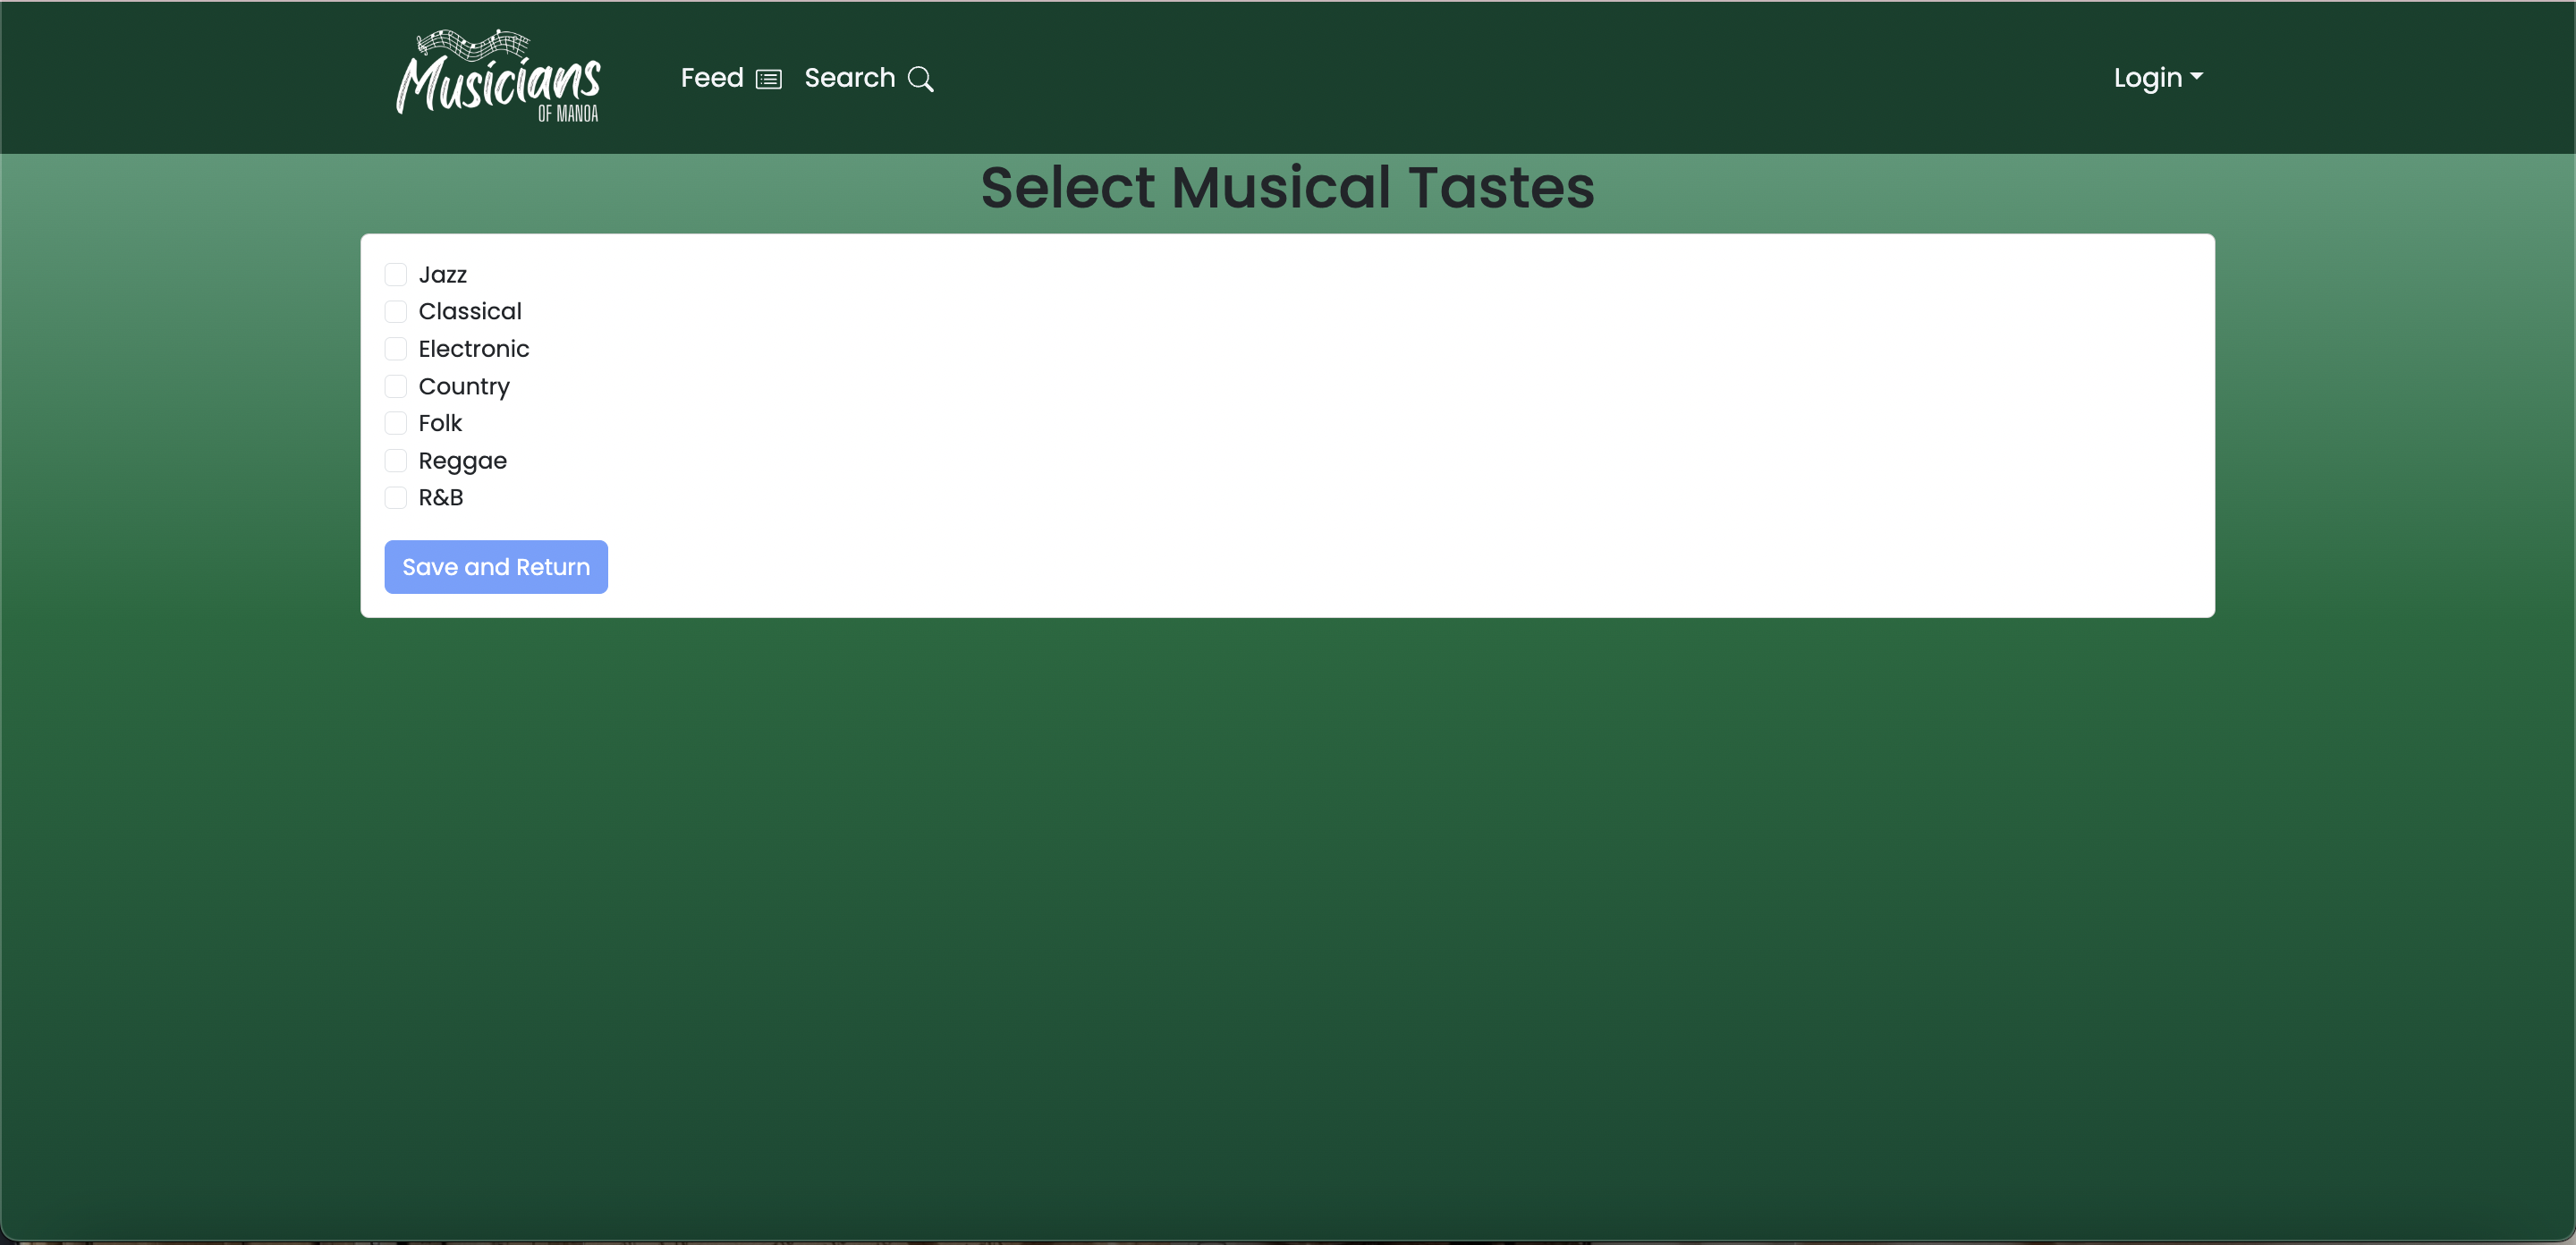 Musicians
OF MANOA
Feed Search Login
Select Musical Tastes
Jazz
Classical
Electronic
Country
Folk
Reggae
R&B
Save and Return